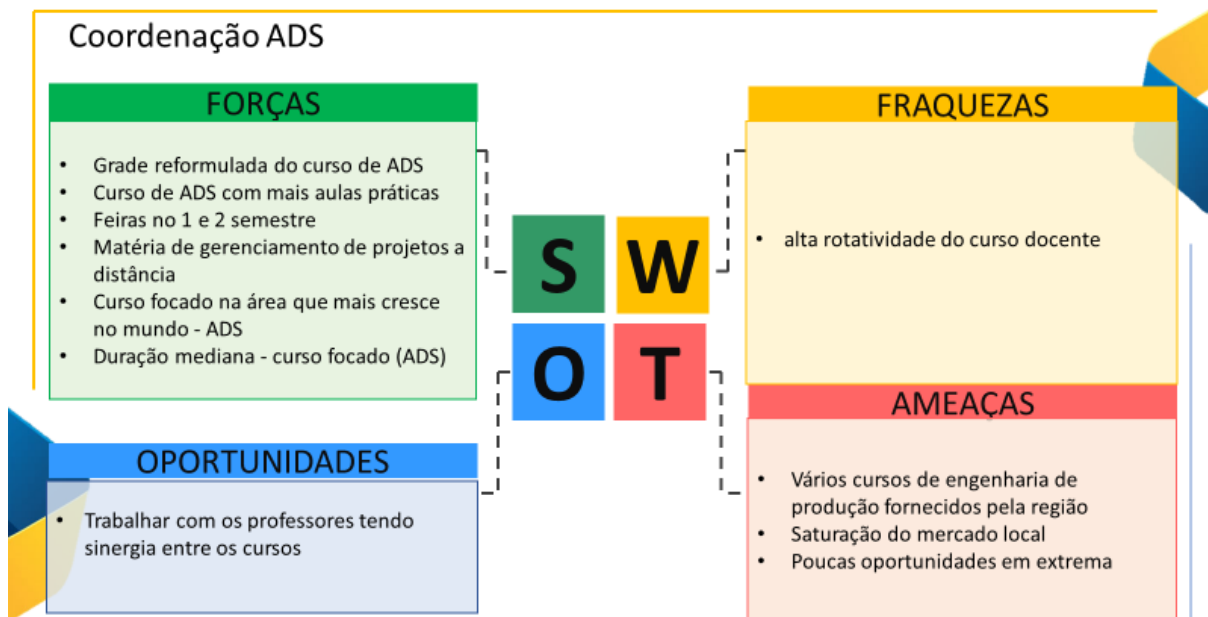 Coordenação ADS
FORÇAS
• Grade reformulada do curso de ADS
• Curso de ADS com mais aulas práticas
• Feiras no 1 e 2 semestre
• Matéria de gerenciamento de projetos a
distância
• Curso focado na área que mais cresce
no mundo - ADS
• Duração mediana - curso focado (ADS)
FRAQUEZAS
• alta rotatividade do curso docente
S W
O T
OPORTUNIDADES
• Trabalhar com os professores tendo
sinergia entre os cursos
AMEAÇAS
• Vários cursos de engenharia de
produção fornecidos pela região
• Saturação do mercado local
• Poucas oportunidades em extrema